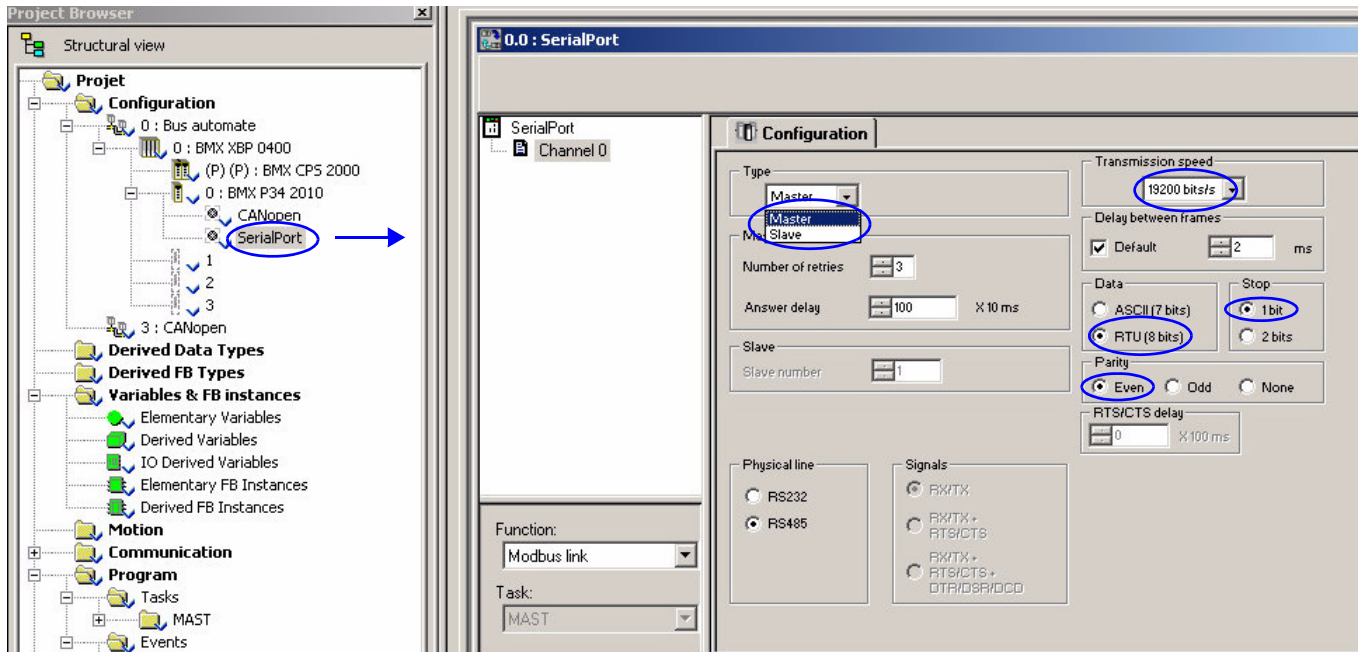 Project Browser
Structural view
Projet
Configuration
0 : Bus automate
0 : BMX XBP 0400
(P) (P) : BMX CPS 2000
0 : BMX P34 2010
CANopen
SerialPort
1
2
3
3 : CANopen
Derived Data Types
Derived FB Types
Variables & FB instances
Elementary Variables
Derived Variables
IO Derived Variables
Elementary FB Instances
Derived FB Instances
Motion
Communication
Program
Tasks
MAST
Events
0.0 : SerialPort
SerialPort
Channel 0
Function:
Modbus link
Task:
MAST
Configuration
Type
Master
Master
Slave
Number of retries
3
Answer delay
100
X 10 ms
Slave
Slave number
1
Physical line
RS232
RS485
Signals
RX/TX
RX/TX +
RTS/CTS
RX/TX +
RTS/CTS +
DTR/DSR/DCD
Transmission speed
19200 bits/s
Delay between frames
Default
2
ms
Data
ASCII (7 bits)
RTU (8 bits)
Stop
1 bit
2 bits
Parity
Even
Odd
None
RTS/CTS delay
0
X 100 ms